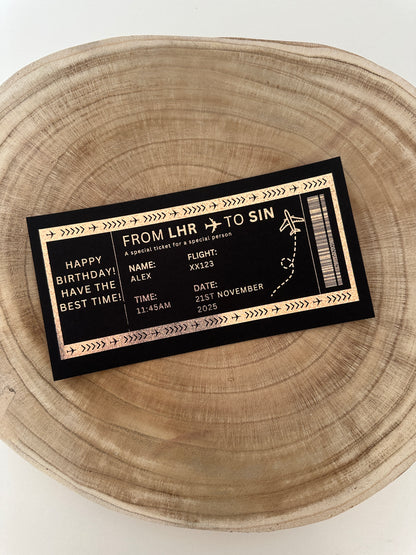 HAPPY
BIRTHDAY!
HAVE THE
BEST TIME!
FROM LHR TO SIN
A special ticket for a special person
NAME:
ALEX
FLIGHT:
XX123
TIME:
11:45AM
DATE:
21ST NOVEMBER
2025